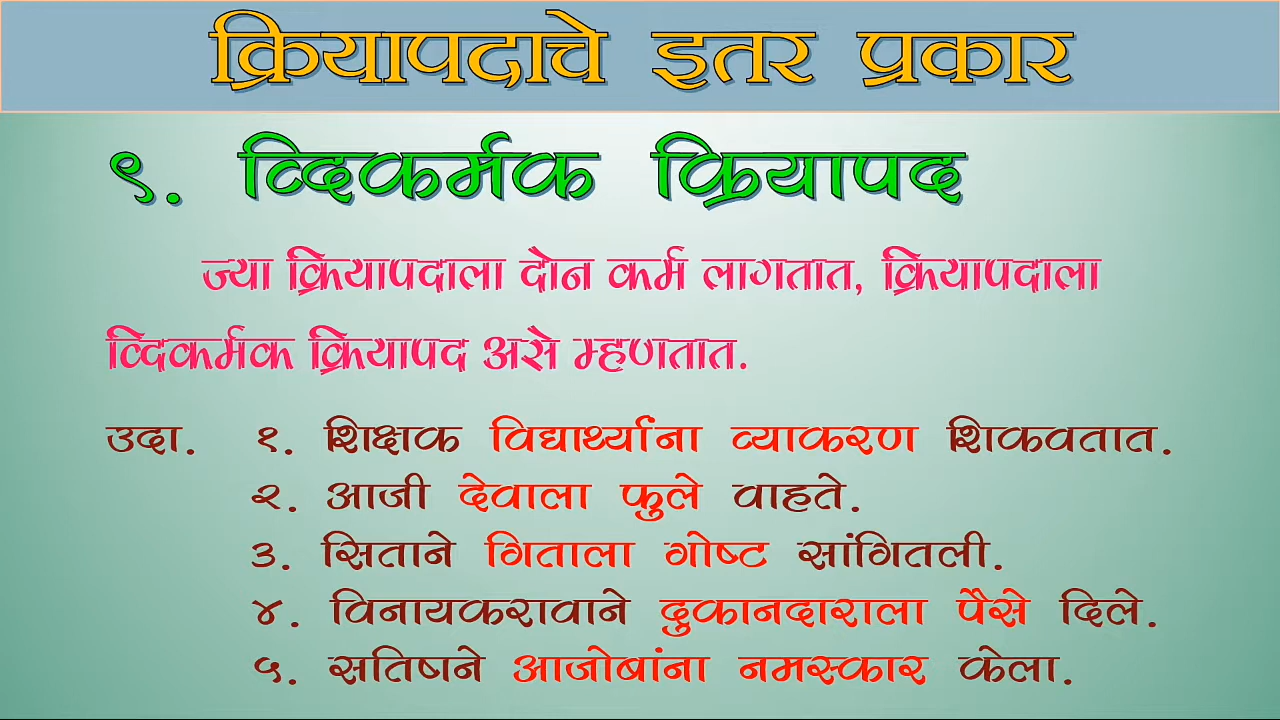 क्रियापदाचे इतर प्रकार
९. व्दिकर्मक क्रियापद
ज्या क्रियापदाला दोन कर्म लागतात, क्रियापदाला
व्दिकर्मक क्रियापद असे म्हणतात.
उदा. १. शिक्षक विद्यार्थ्यांना व्याकरण शिकवतात.
२. आजी देवाला फुले वाहते.
३. सिताने गिताला गोष्ट सांगितली.
४. विनायकरावाने दुकानदाराला पैसे दिले.
५. सतिषने आजोबांना नमस्कार केला.